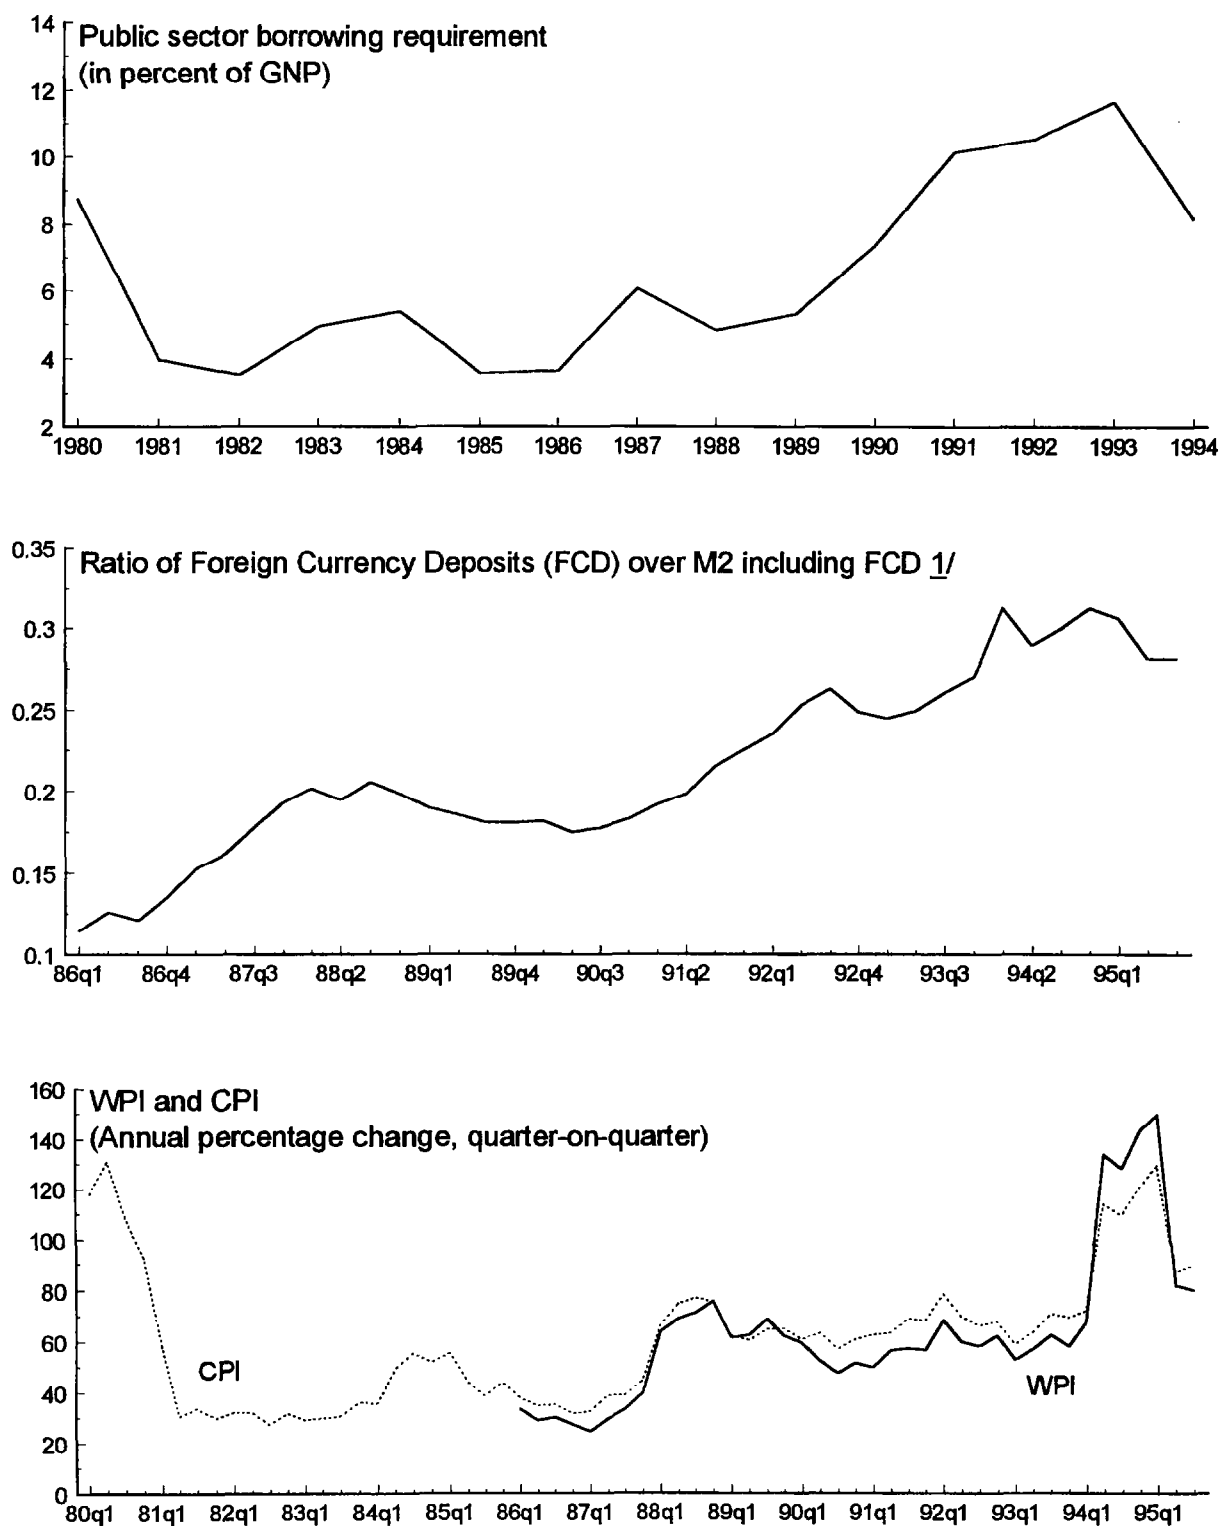 14
Public sector borrowing requirement
(in percent of GNP)
12
10
8
6
4
2
1980 1981 1982 1983 1984 1985 1986 1987 1988 1989 1990 1991 1992 1993 1994
0.35
Ratio of Foreign Currency Deposits (FCD) over M2 including FCD 1/
0.3
0.25
0.2
0.15
0.1
86q1 86q4 87q3 88q2 89q1 89q4 90q3 91q2 92q1 92q4 93q3 94q2 95q1
160
WPI and CPI
(Annual percentage change, quarter-on-quarter)
140
120
100
80
60
CPI
WPI
40
20
0
80q1 81q1 82q1 83q1 84q1 85q1 86q1 87q1 88q1 89q1 90q1 91q1 92q1 93q1 94q1 95q1